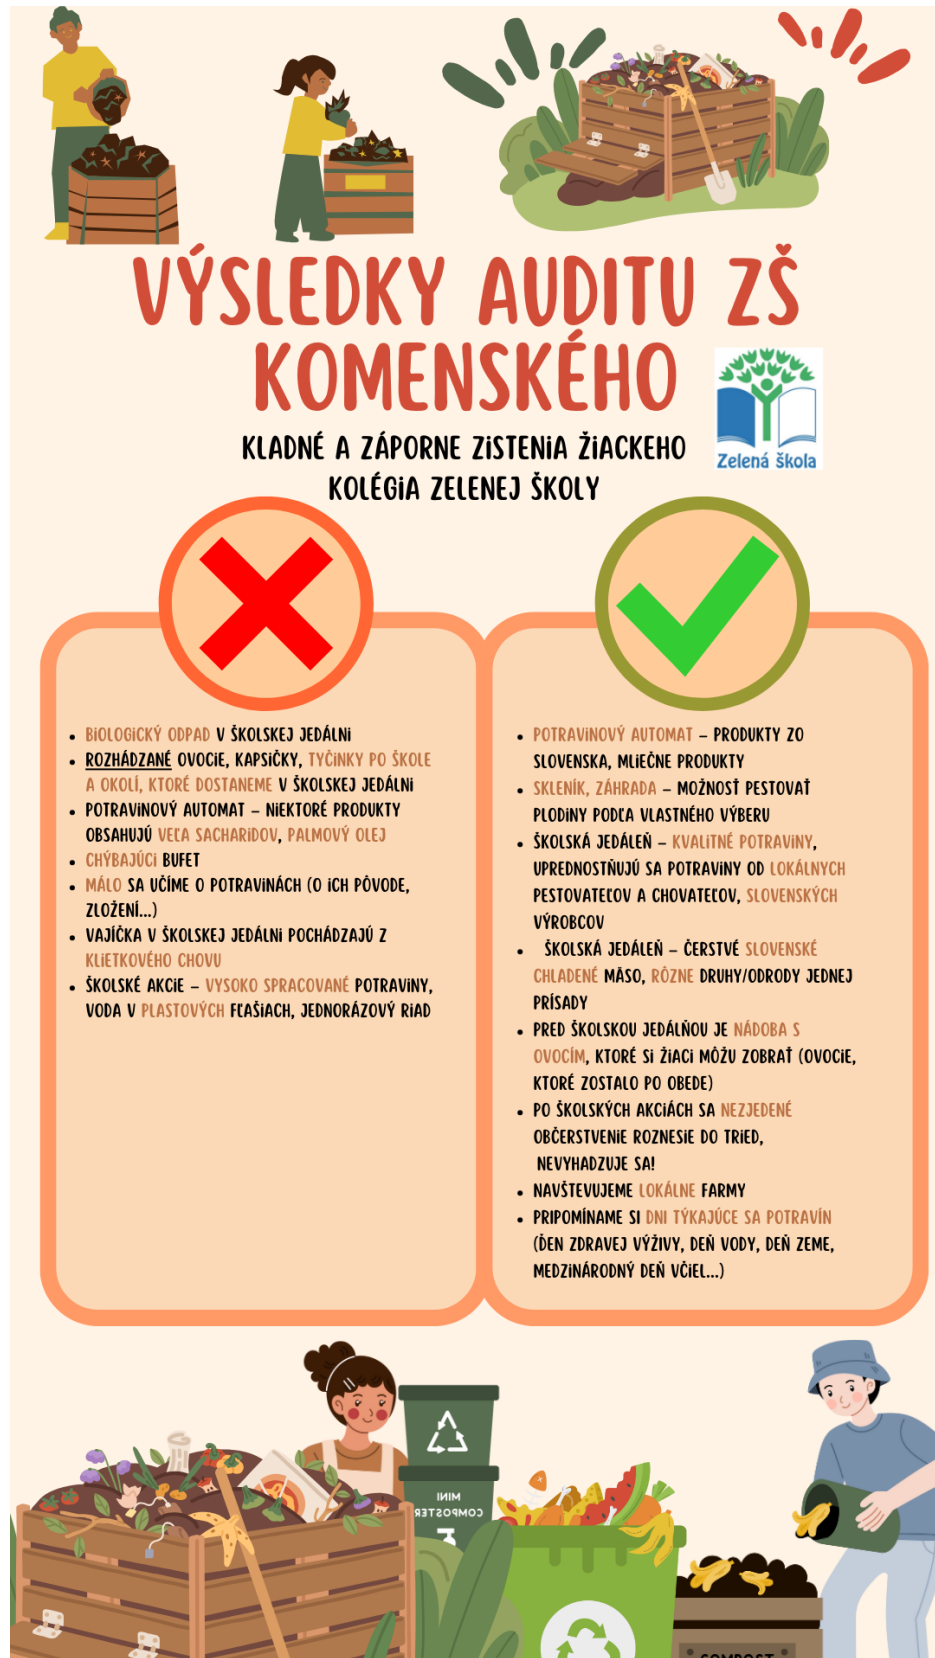 VÝSLEDKY AUDITU ZŠ
KOMENSKÉHO
Zelená škola
KLADNÉ A ZÁPORNE ZISTENIA ŽIACKEHO
KOLÉGIA ZELENEJ ŠKOLY
• BIOLOGICKÝ ODPAD V ŠKOLSKEJ JEDÁLNI
• ROZHÁDZANÉ OVOCIE, KAPSIČKY, TYČINKY PO ŠKOLE
A OKOLÍ, KTORÉ DOSTANEME V ŠKOLSKEJ JEDÁLNI
• POTRAVINOVÝ AUTOMAT – NIEKTORÉ PRODUKTY
OBSAHUJÚ VEĽA SACHARIDOV, PALMOVÝ OLEJ
• CHÝBAJÚCI BUFET
• MÁLO SA UČÍME O POTRAVINÁCH (O ICH PÔVODE,
ZLOŽENÍ...)
• VAJÍČKA V ŠKOLSKEJ JEDÁLNI POCHÁDZAJÚ Z
KLIETKOVÉHO CHOVU
• ŠKOLSKÉ AKCIE – VYSOKO SPRACOVANÉ POTRAVINY,
VODA V PLASTOVÝCH FĽAŠIACH, JEDNORÁZOVÝ RIAD
• POTRAVINOVÝ AUTOMAT – PRODUKTY ZO
SLOVENSKA, MLIEČNE PRODUKTY
• SKLENÍK, ZÁHRADA – MOŽNOSŤ PESTOVAŤ
PLODINY PODĽA VLASTNÉHO VÝBERU
• ŠKOLSKÁ JEDÁLEŇ – KVALITNÉ POTRAVINY,
UPREDNOSTŇUJÚ SA POTRAVINY OD LOKÁLNYCH
PESTOVATEĽOV A CHOVATEĽOV, SLOVENSKÝCH
VÝROBCOV
• ŠKOLSKÁ JEDÁLEŇ – ČERSTVÉ SLOVENSKÉ
CHLADENÉ MÄSO, RÔZNE DRUHY/ODRODY JEDNEJ
PRÍSADY
• PRED ŠKOLSKOU JEDÁLŇOU JE NÁDOBA S
OVOCÍM, KTORÉ SI ŽIACI MÔŽU ZOBRAŤ (OVOCIE,
KTORÉ ZOSTALO PO OBEDE)
• PO ŠKOLSKÝCH AKCIÁCH SA NEZJEDENÉ
OBČERSTVENIE ROZNESIE DO TRIED,
NEVYHADZUJE SA!
• NAVŠTEVUJEME LOKÁLNE FARMY
• PRIPOMÍNAME SI DNI TÝKAJÚCE SA POTRAVÍN
(ĎEN ZDRAVEJ VÝŽIVY, DEŇ VODY, DEŇ ZEME,
MEDZINÁRODNÝ DEŇ VČIEL...)
MINI
COMPOSTER
COMPOST